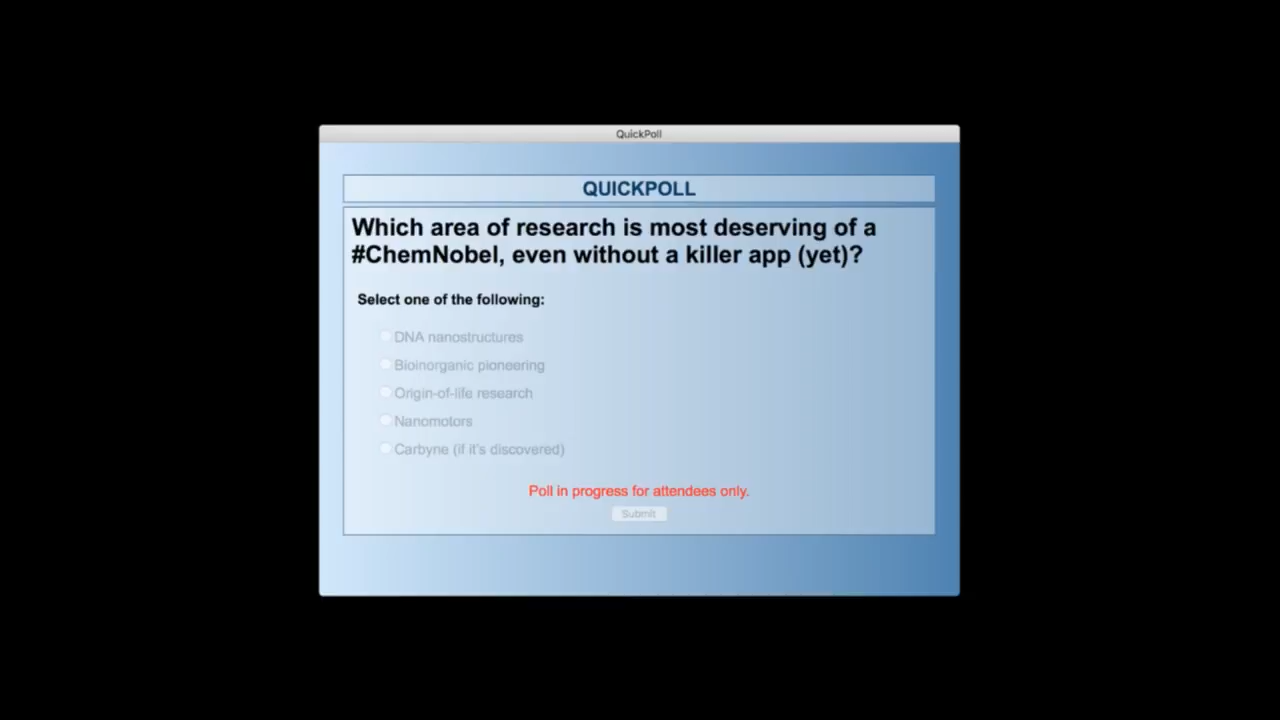 QuickPoll
QUICKPOLL
Which area of research is most deserving of a
#ChemNobel, even without a killer app (yet)?
Select one of the following:
DNA nanostructures
Bioinorganic pioneering
Origin-of-life research
Nanomotors
Carbyne (if it's discovered)
Poll in progress for attendees only.
Submit